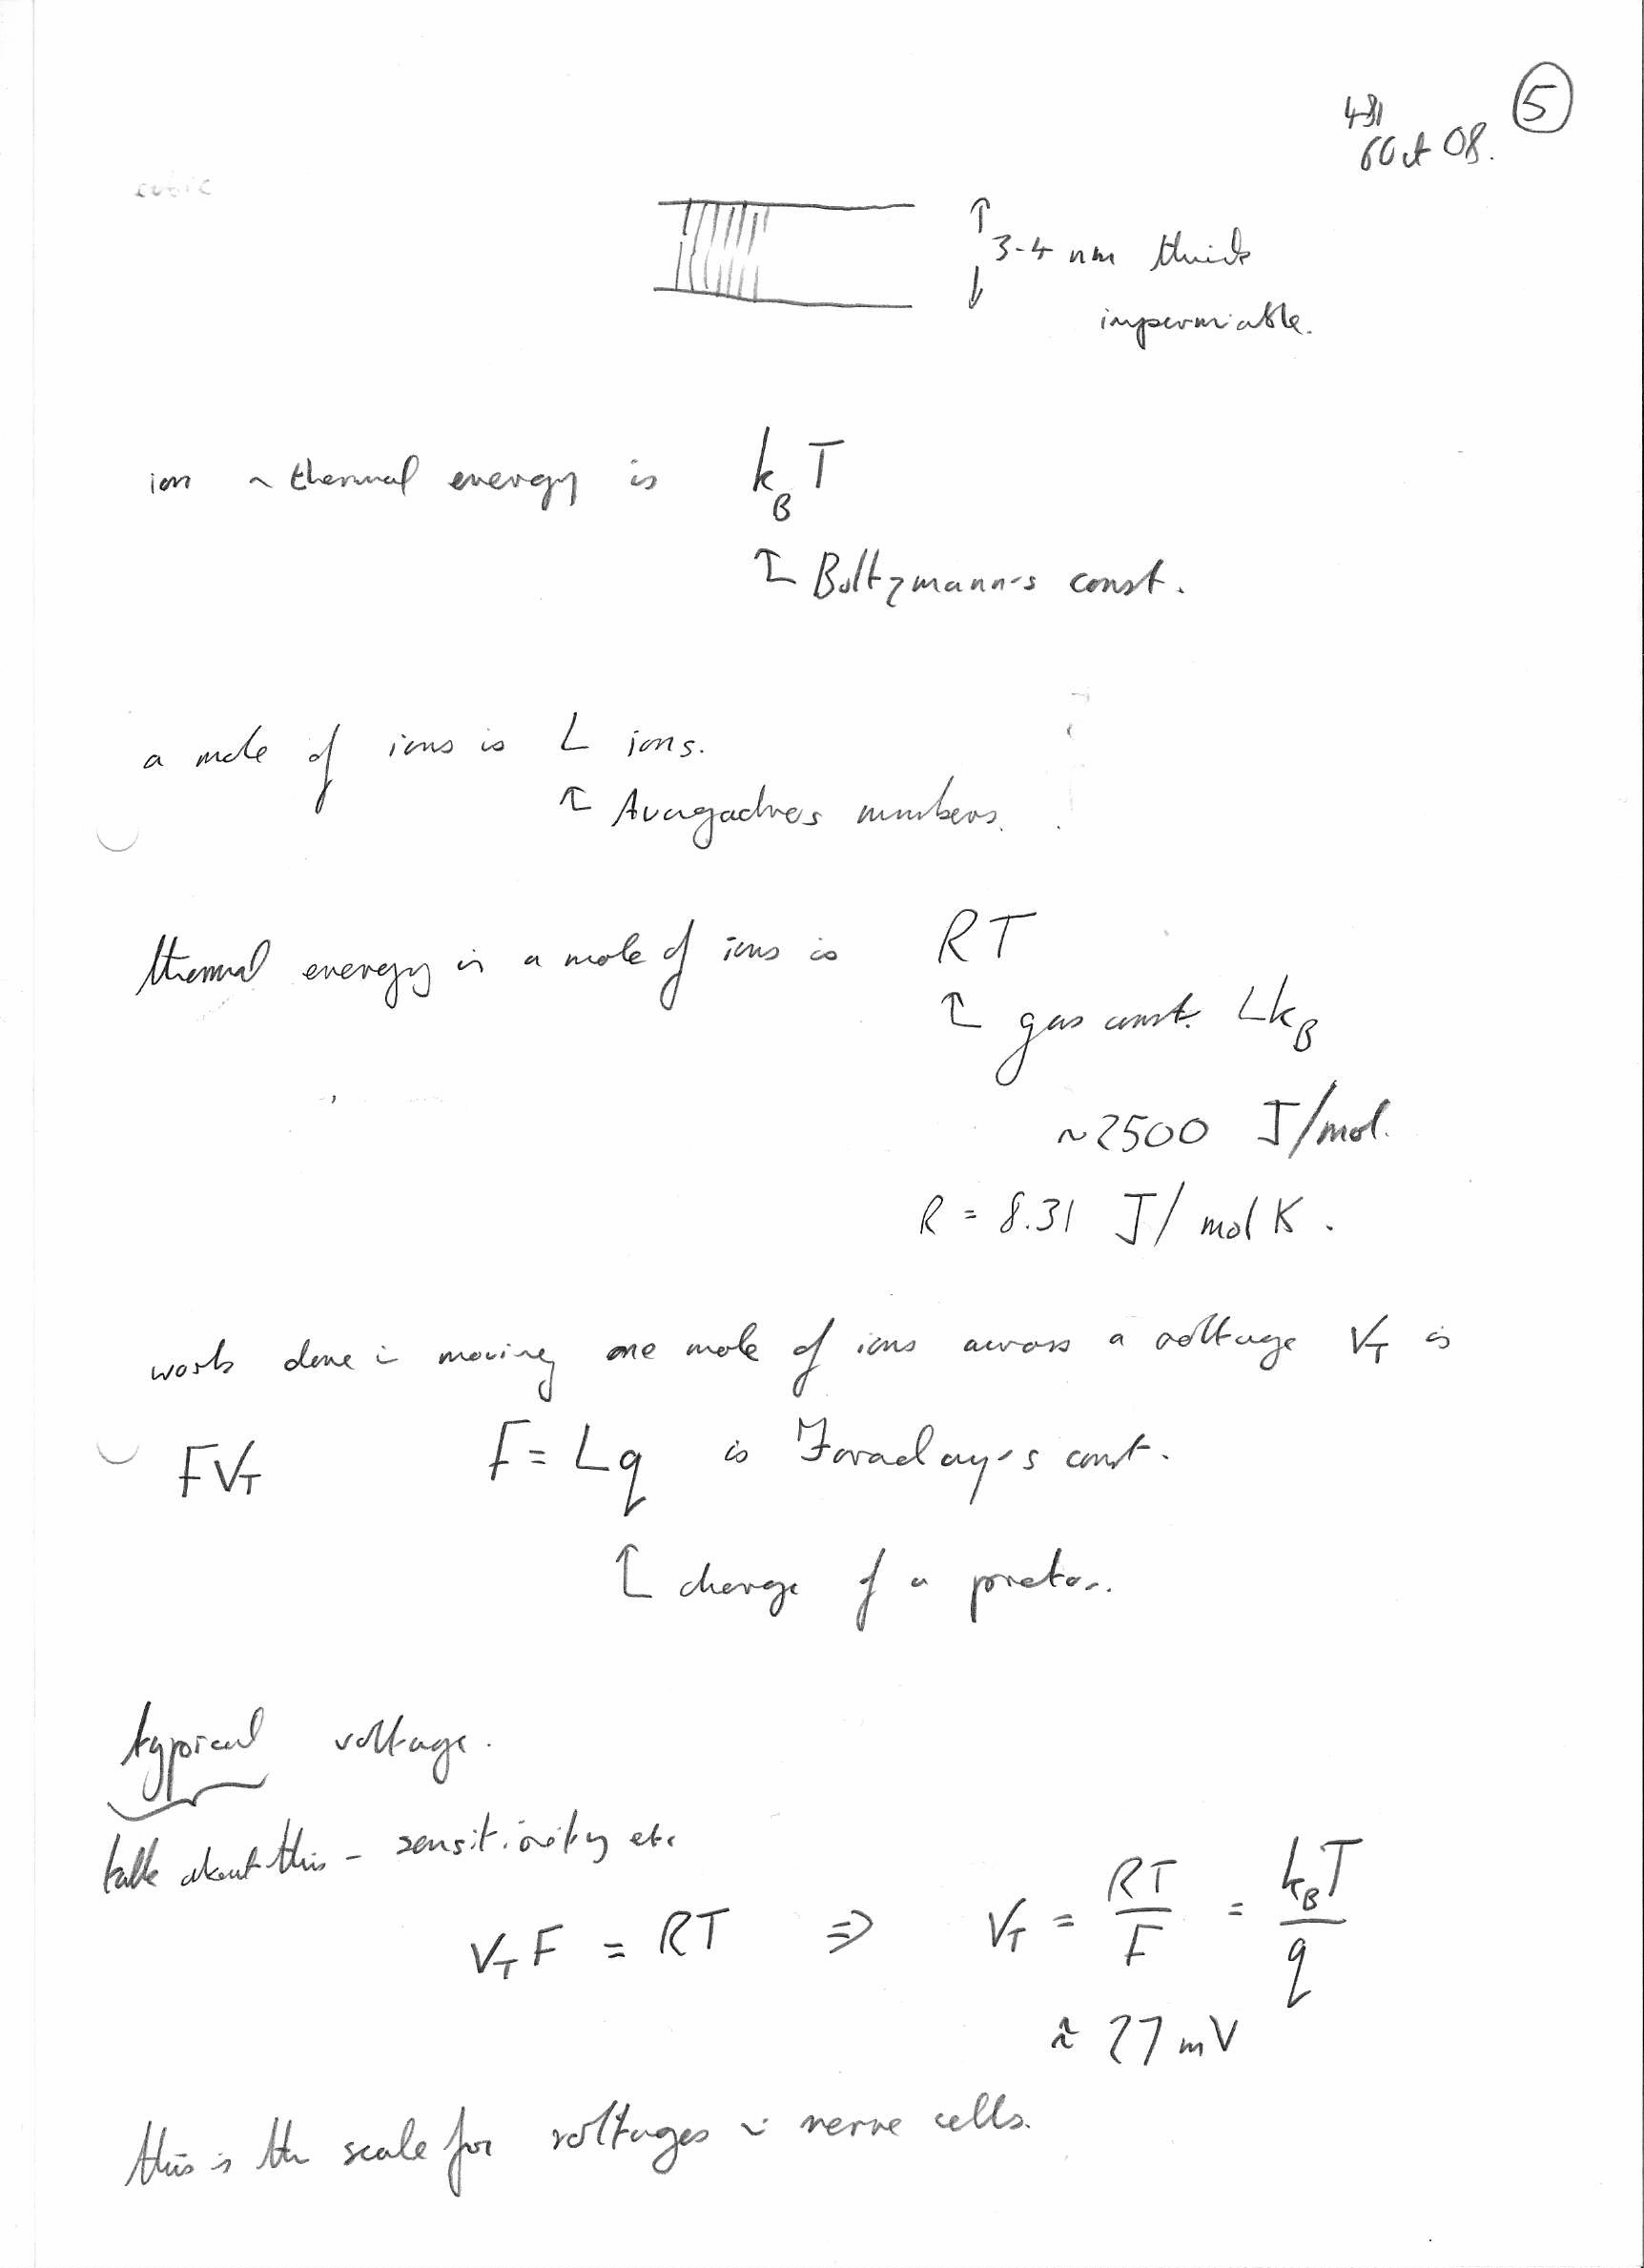 5
481
6 Oct 08.
cubic
3-4 nm thick
impermiable.
ion ~ thermal energy is k_B T
↑ Boltzmann's const.
a mole of ions is L ions.
↑ Avagadro's numbers.
thermal energy in a mole of ions is RT
↑ gas const. Lk_B
~2500 J/mol.
R = 8.31 J/mol K.
work done in moving one mole of ions across a voltage V_T is
FV_T F = Lq is Faraday's const.
↑ charge of a proton.
typical voltage.
talk about this - sensitivity etc
V_T F = RT ⇒ V_T = RT/F = k_B T/q
≈ 27 mV
this is the scale for voltages in nerve cells.